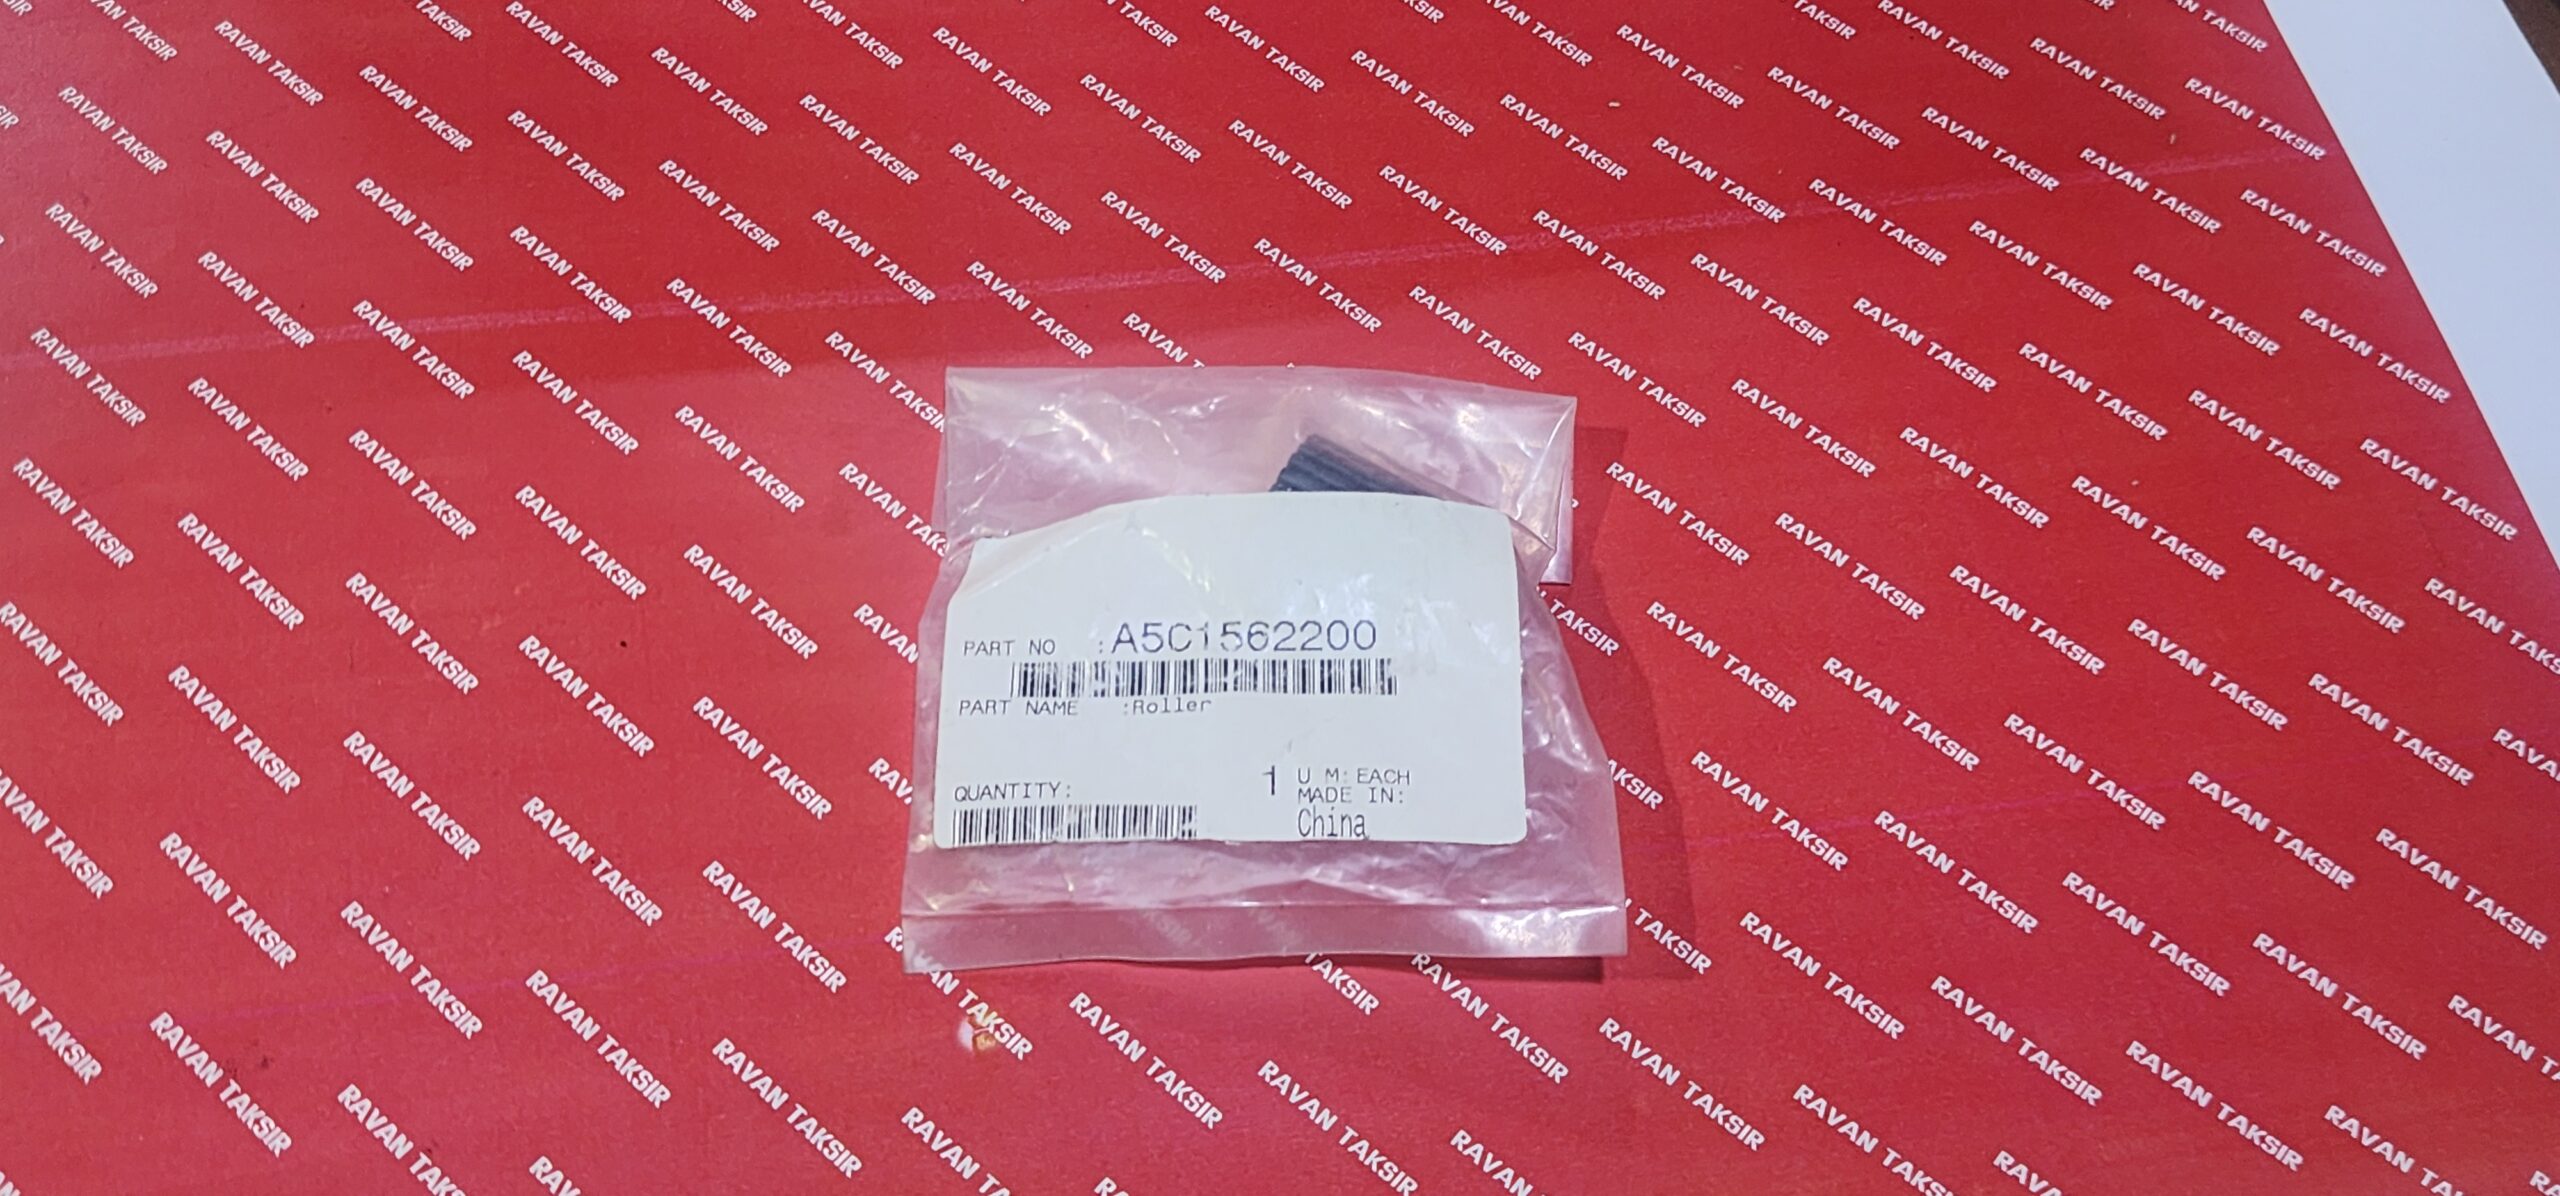 RAVAN TAKSIR
PART NO :A5C1562200
PART NAME :Roller
QUANTITY: 1
U M: EACH
MADE IN:
China